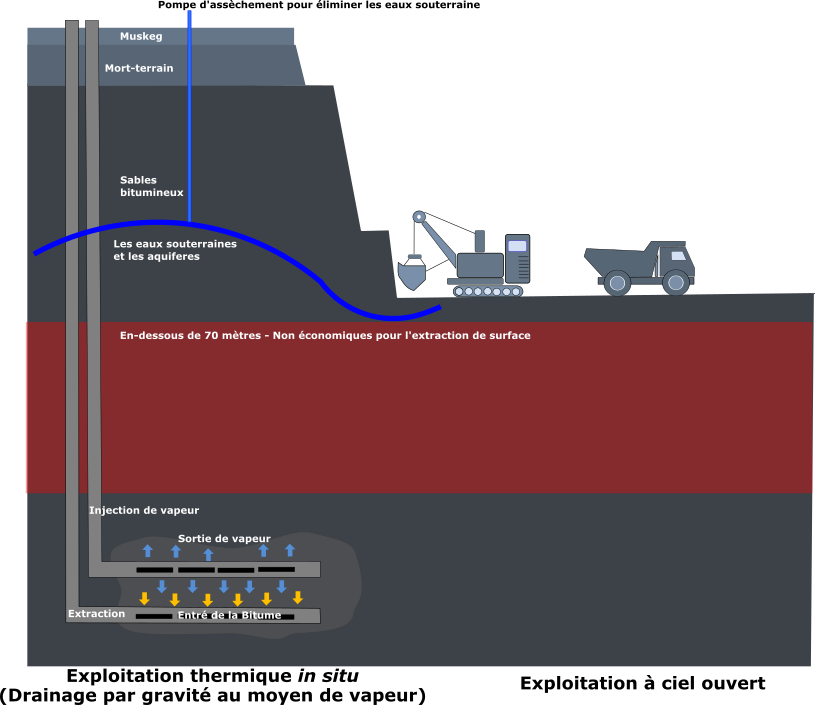 Pompe d'assèchement pour éliminer les eaux souterraine
Muskeg
Mort-terrain
Sables
bitumineux
Les eaux souterraines
et les aquiferes
En-dessous de 70 mètres - Non économiques pour l'extraction de surface
Injection de vapeur
Sortie de vapeur
Extraction
Entré de la Bitume
Exploitation thermique in situ
(Drainage par gravité au moyen de vapeur)
Exploitation à ciel ouvert